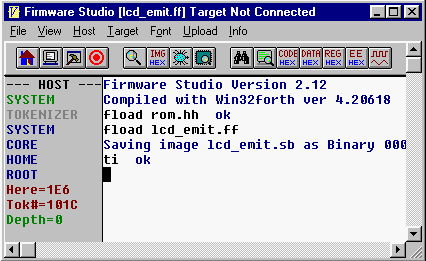 Firmware Studio [lcd_emit.ff] Target Not Connected
File View Host Target Font Upload Info
IMG HEX CODE HEX DATA HEX REG HEX EE HEX
--- HOST ---
SYSTEM
TOKENIZER
SYSTEM
CORE
HOME
ROOT
Here=1E6
Tok#=101C
Depth=0
Firmware Studio Version 2.12
Compiled with Win32forth ver 4.20618
fload rom.hh ok
fload lcd_emit.ff
Saving image lcd_emit.sb as Binary 000
ti ok